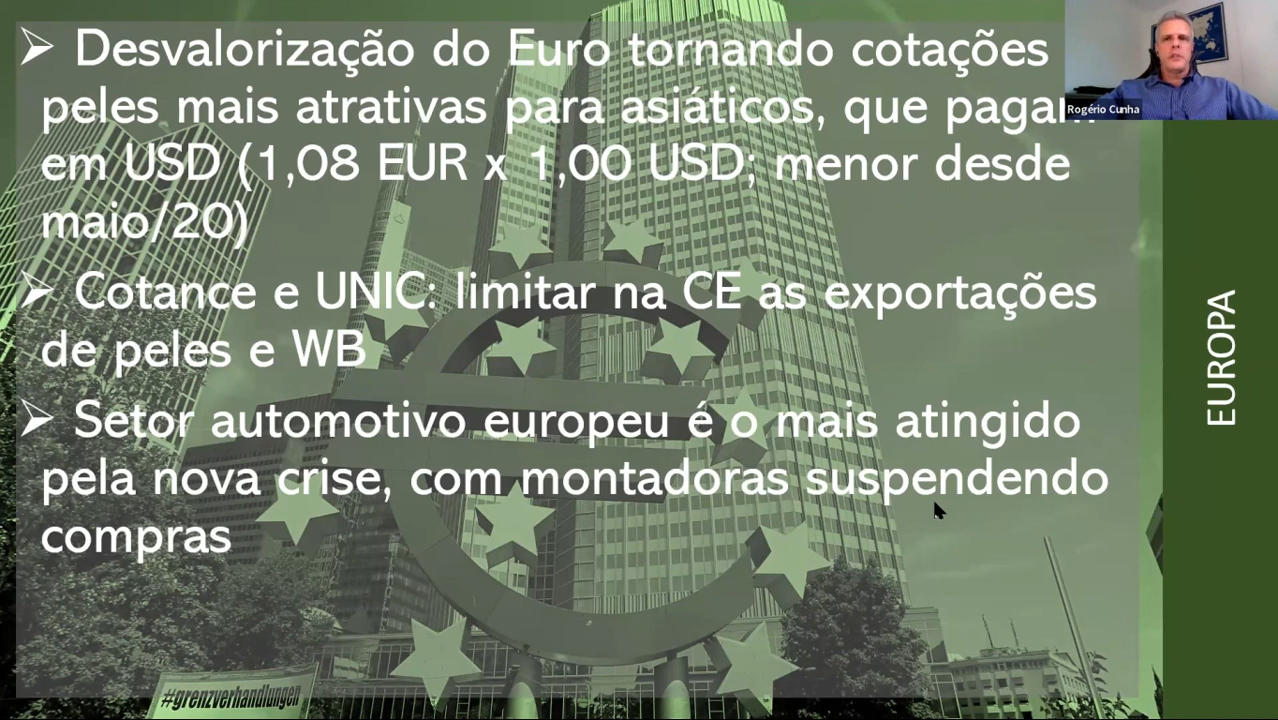 ➢ Desvalorização do Euro tornando cotações
peles mais atrativas para asiáticos, que pagam
em USD (1,08 EUR x 1,00 USD; menor desde
maio/20)
➢ Cotance e UNIC: limitar na CE as exportações
de peles e WB
➢ Setor automotivo europeu é o mais atingido
pela nova crise, com montadoras suspendendo
compras
Rogério Cunha
EUROPA
#grenzverhandlungen